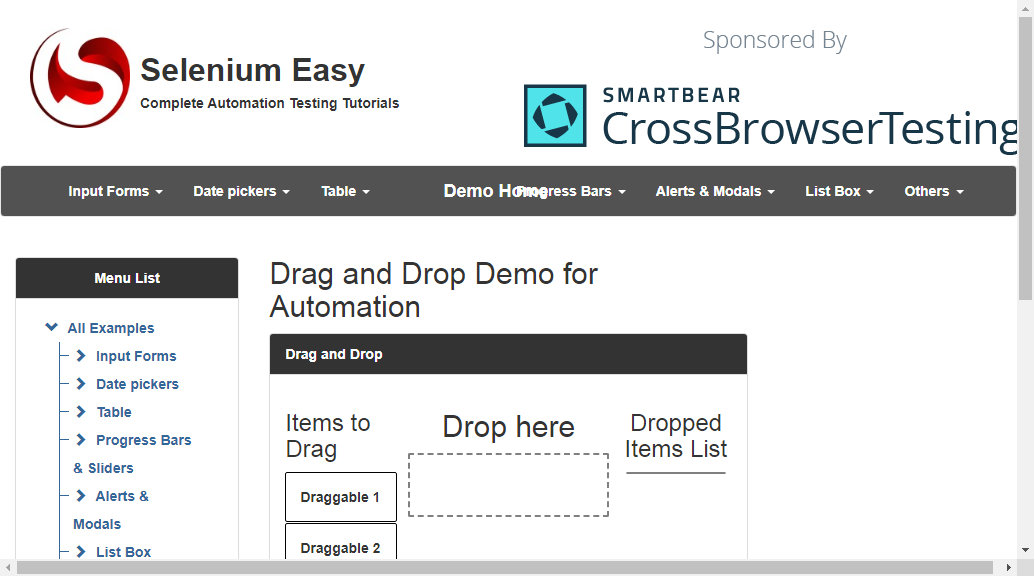 Sponsored By
Selenium Easy
Complete Automation Testing Tutorials
SMARTBEAR
CrossBrowserTesting
Input Forms
Date pickers
Table
Demo Home
Progress Bars
Alerts & Modals
List Box
Others
Menu List
All Examples
Input Forms
Date pickers
Table
Progress Bars
& Sliders
Alerts &
Modals
List Box
Drag and Drop Demo for
Automation
Drag and Drop
Items to
Drag
Draggable 1
Draggable 2
Drop here
Dropped
Items List